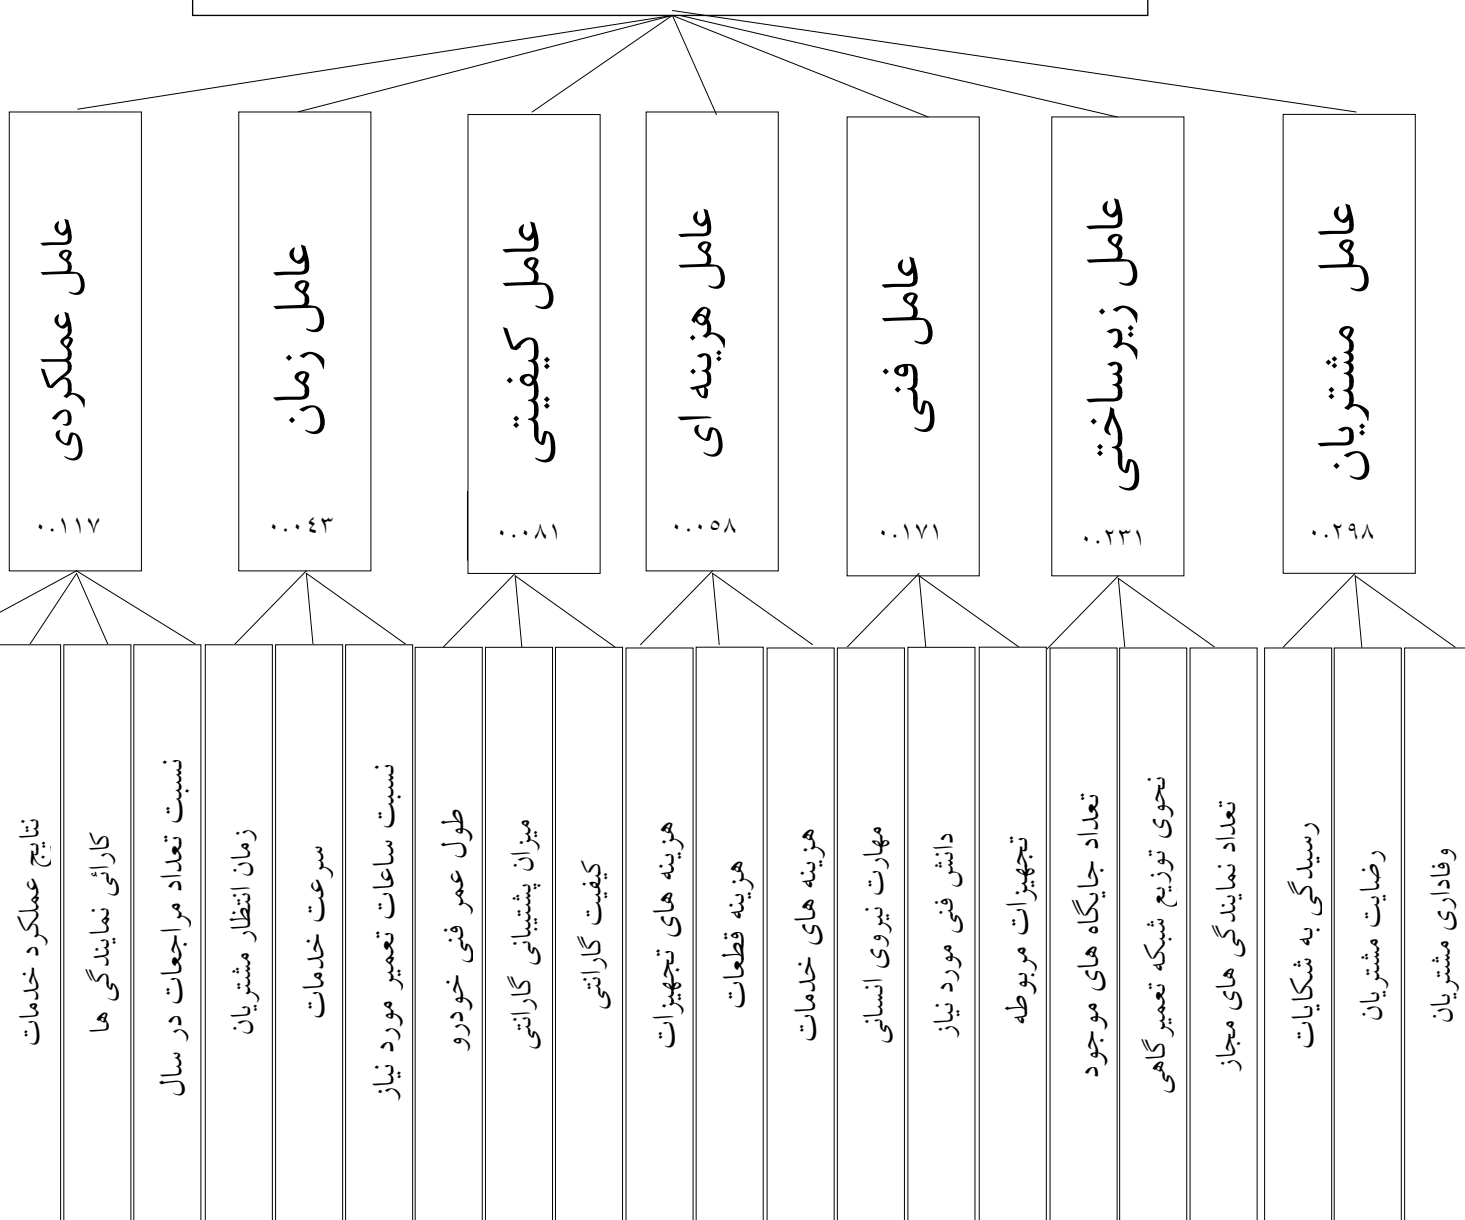 عامل مشتریان
۰.۲۹۸
عامل زیرساختی
۰.۲۳۱
عامل فنی
۰.۱۷۱
عامل هزینه ای
۰.۰۵۸
عامل کیفیتی
۰.۰۸۱
عامل زمان
۰.۰٤۳
عامل عملکردی
۰.۱۱۷
وفاداری مشتریان
رضایت مشتریان
رسیدگی به شکایات
تعداد نمایندگی های مجاز
نحوی توزیع شبکه تعمیرگاهی
تعداد جایگاه های موجود
تجهیزات مربوطه
دانش فنی مورد نیاز
مهارت نیروی انسانی
هزینه های خدمات
هزینه قطعات
هزینه های تجهیزات
کیفیت گارانتی
میزان پشتیبانی گارانتی
طول عمر فنی خودرو
نسبت ساعات تعمیر مورد نیاز
سرعت خدمات
زمان انتظار مشتریان
نسبت تعداد مراجعات در سال
کارائی نمایندگی ها
نتایج عملکرد خدمات